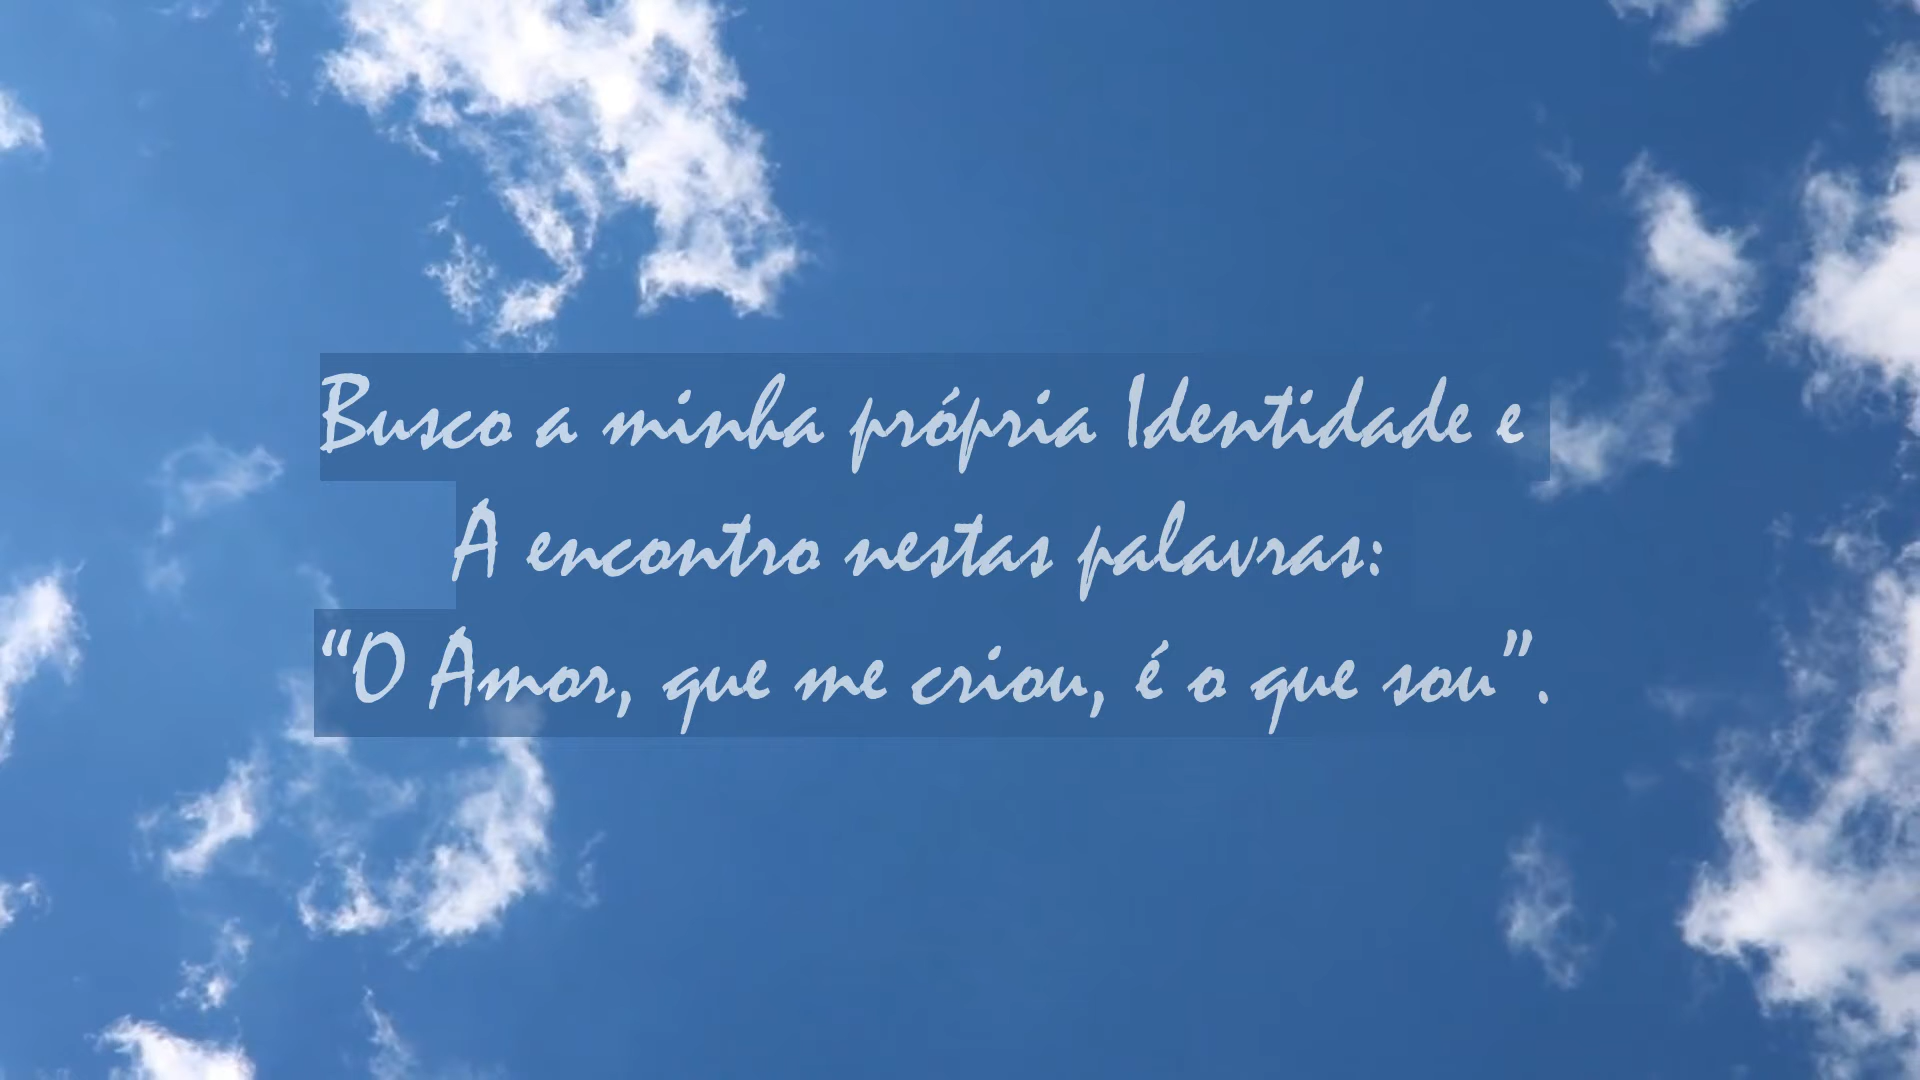 Busco a minha própria Identidade e
A encontro nestas palavras:
“O Amor, que me criou, é o que sou”.